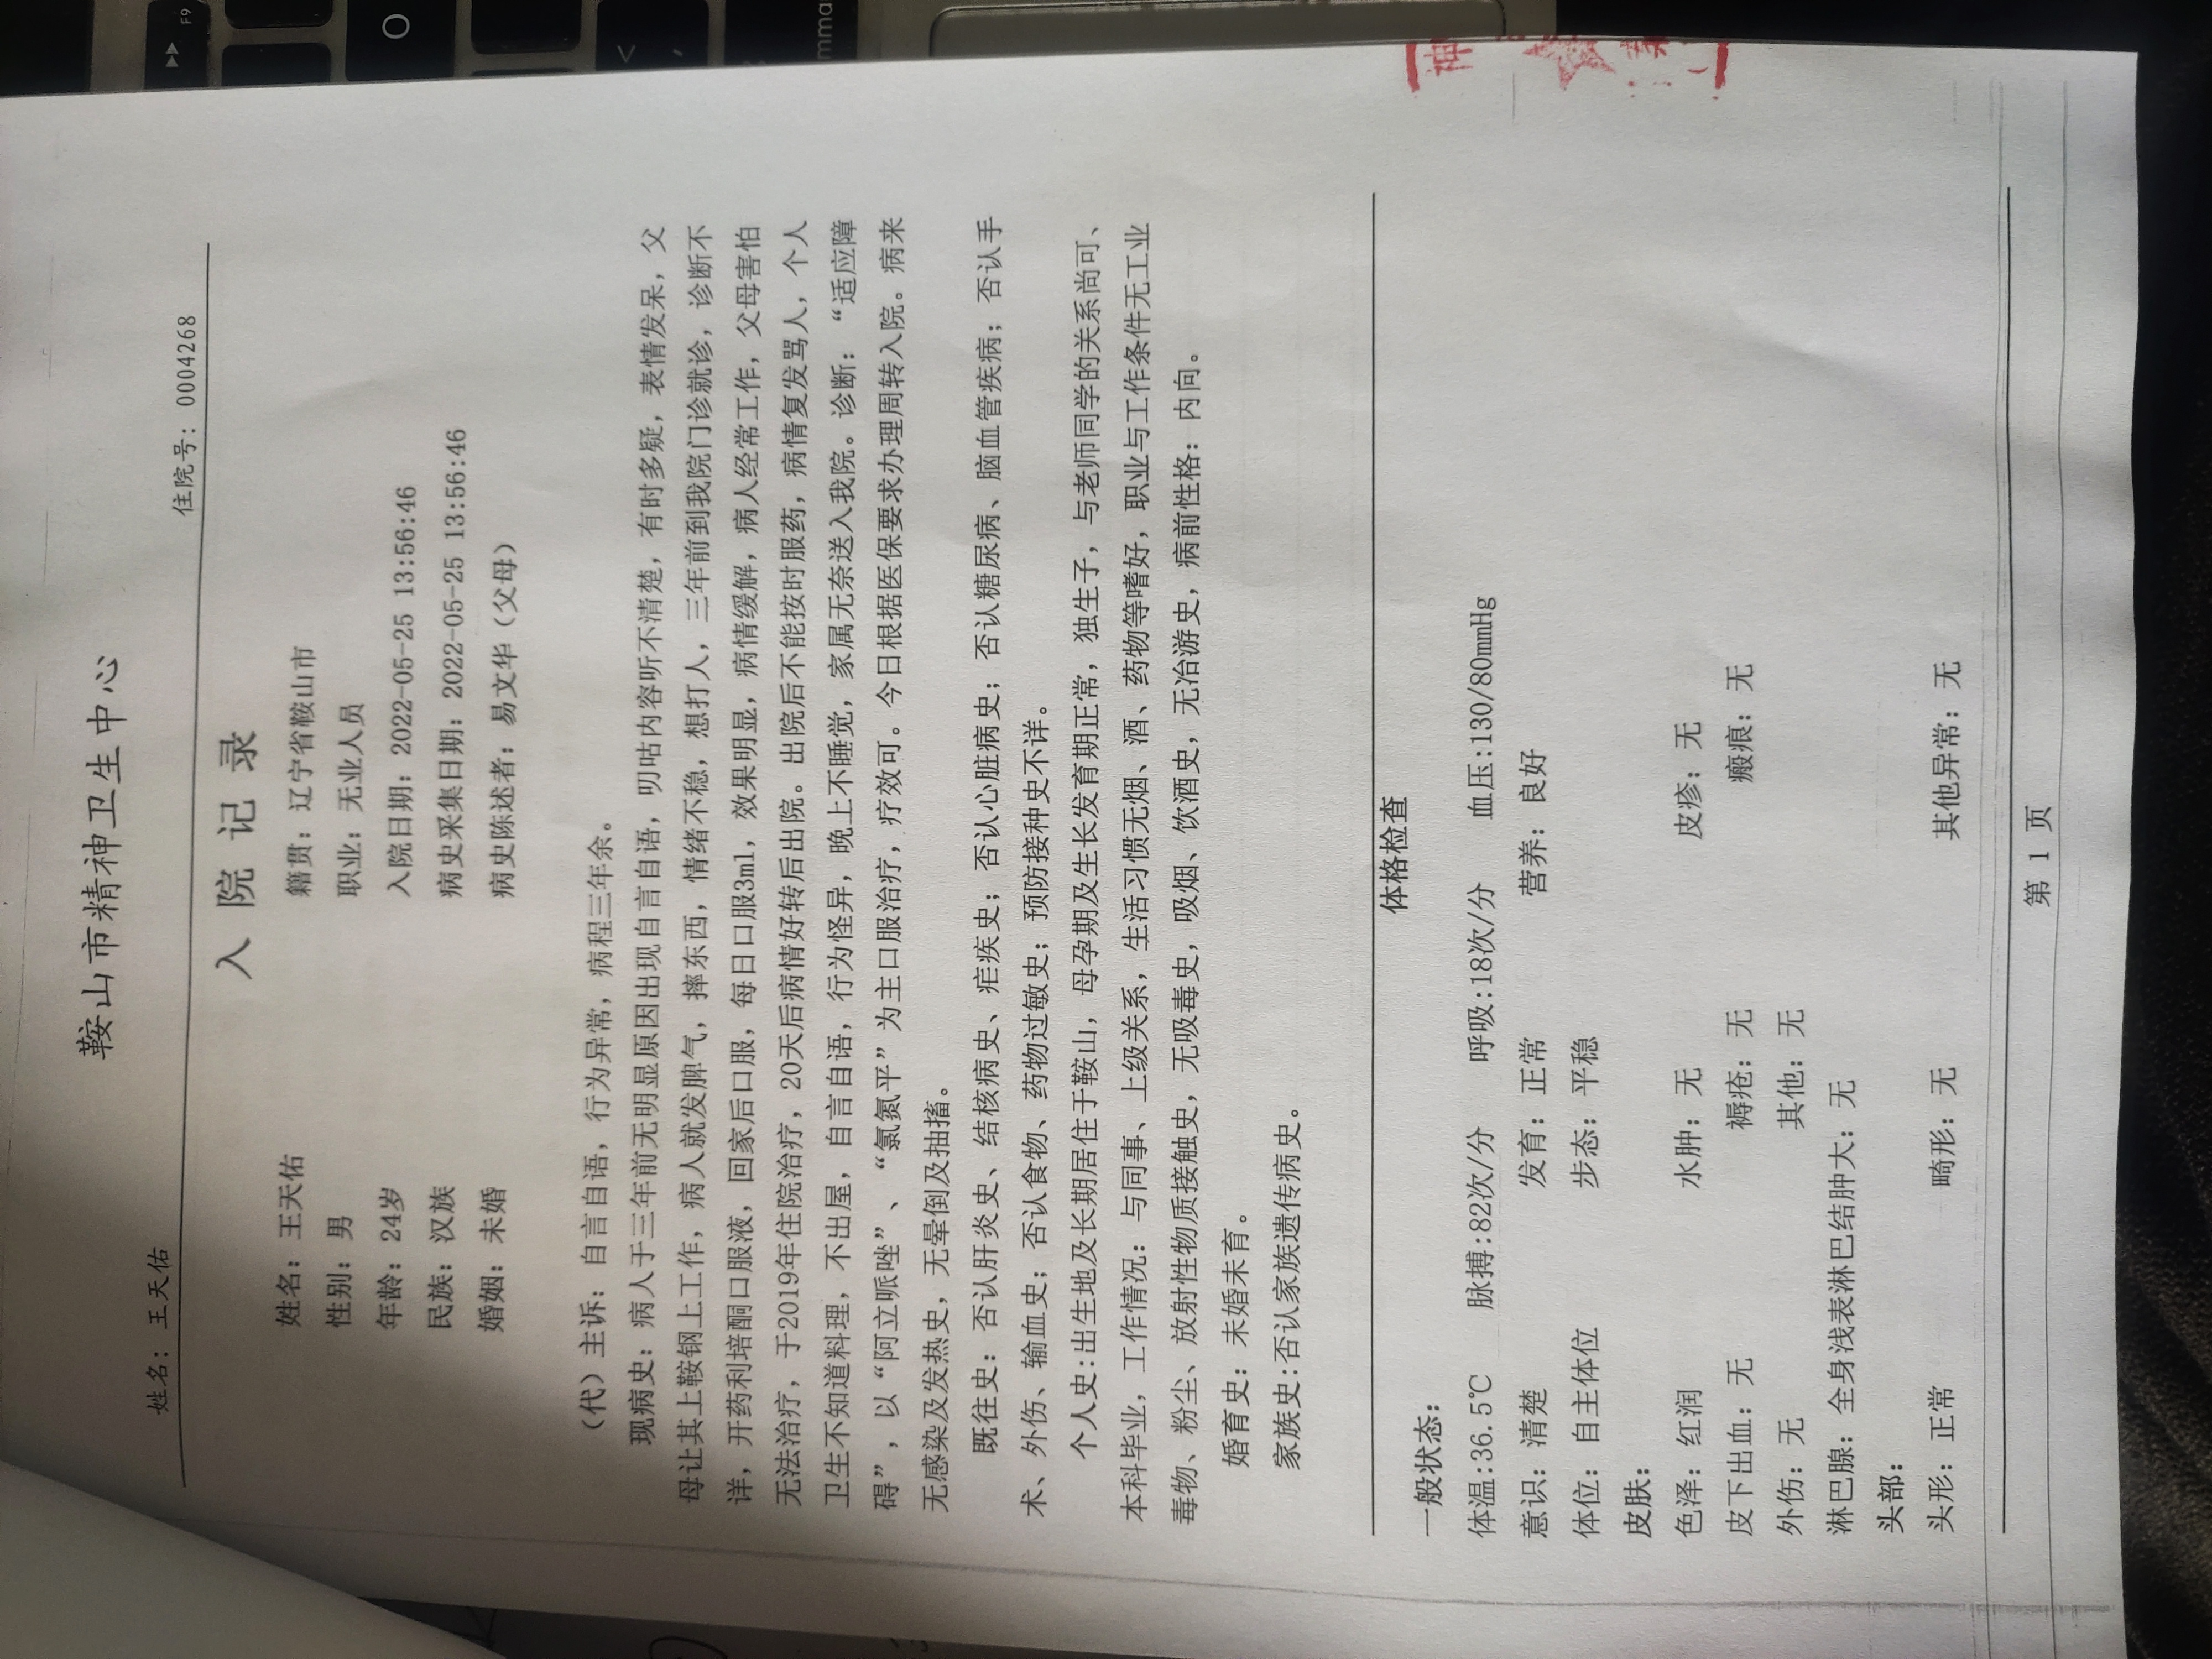 鞍山市精神卫生中心
姓名：王天佑
住院号：0004268
入院记录
姓名：王天佑
籍贯：辽宁省鞍山市
性别：男
职业：无业人员
年龄：24岁
入院日期：2022-05-25 13:56:46
民族：汉族
病史采集日期：2022-05-25 13:56:46
婚姻：未婚
病史陈述者：易文华（父母）
（代）主诉：自言自语，行为异常，病程三年余。
现病史：病人于三年前无明显原因出现自言自语，叨咕内容听不清楚，有时多疑，表情发呆，父
母让其上鞍钢上工作，病人就发脾气，摔东西，情绪不稳，想打人，三年前到我院门诊就诊，诊断不
详，开药利培酮口服液，回家后口服，每日口服3ml，效果明显，病情缓解，病人经常工作，父母害怕
无法治疗，于2019年住院治疗，20天后病情好转后出院。出院后不能按时服药，病情复发骂人，个人
卫生不知道料理，不出屋，自言自语，行为怪异，晚上不睡觉，家属无奈送入我院。诊断：“适应障
碍”，以“阿立哌唑”、“氯氮平”为主口服治疗，疗效可。今日根据医保要求办理周转入院。病来
无感染及发热史，无晕倒及抽搐。
既往史：否认肝炎史、结核病史、疟疾史；否认心脏病史；否认糖尿病、脑血管疾病；否认手
术、外伤、输血史；否认食物、药物过敏史；预防接种史不详。
个人史:出生地及长期居住于鞍山，母孕期及生长发育期正常，独生子，与老师同学的关系尚可、
本科毕业，工作情况：与同事、上级关系，生活习惯无烟、酒、药物等嗜好，职业与工作条件无工业
毒物、粉尘、放射性物质接触史，无吸毒史，吸烟、饮酒史，无冶游史，病前性格：内向。
婚育史：未婚未育。
家族史:否认家族遗传病史。
体格检查
一般状态：
体温:36.5℃ 脉搏:82次/分 呼吸:18次/分 血压:130/80mmHg
意识：清楚 发育：正常 营养：良好
体位：自主体位 步态：平稳
皮肤：
色泽：红润 水肿：无 皮疹：无
皮下出血：无 褥疮：无 瘢痕：无
外伤：无 其他：无
淋巴腺：全身浅表淋巴结肿大：无
头部：
头形：正常 畸形：无 其他异常：无
第 1 页
神
F9
O
<
,
mma